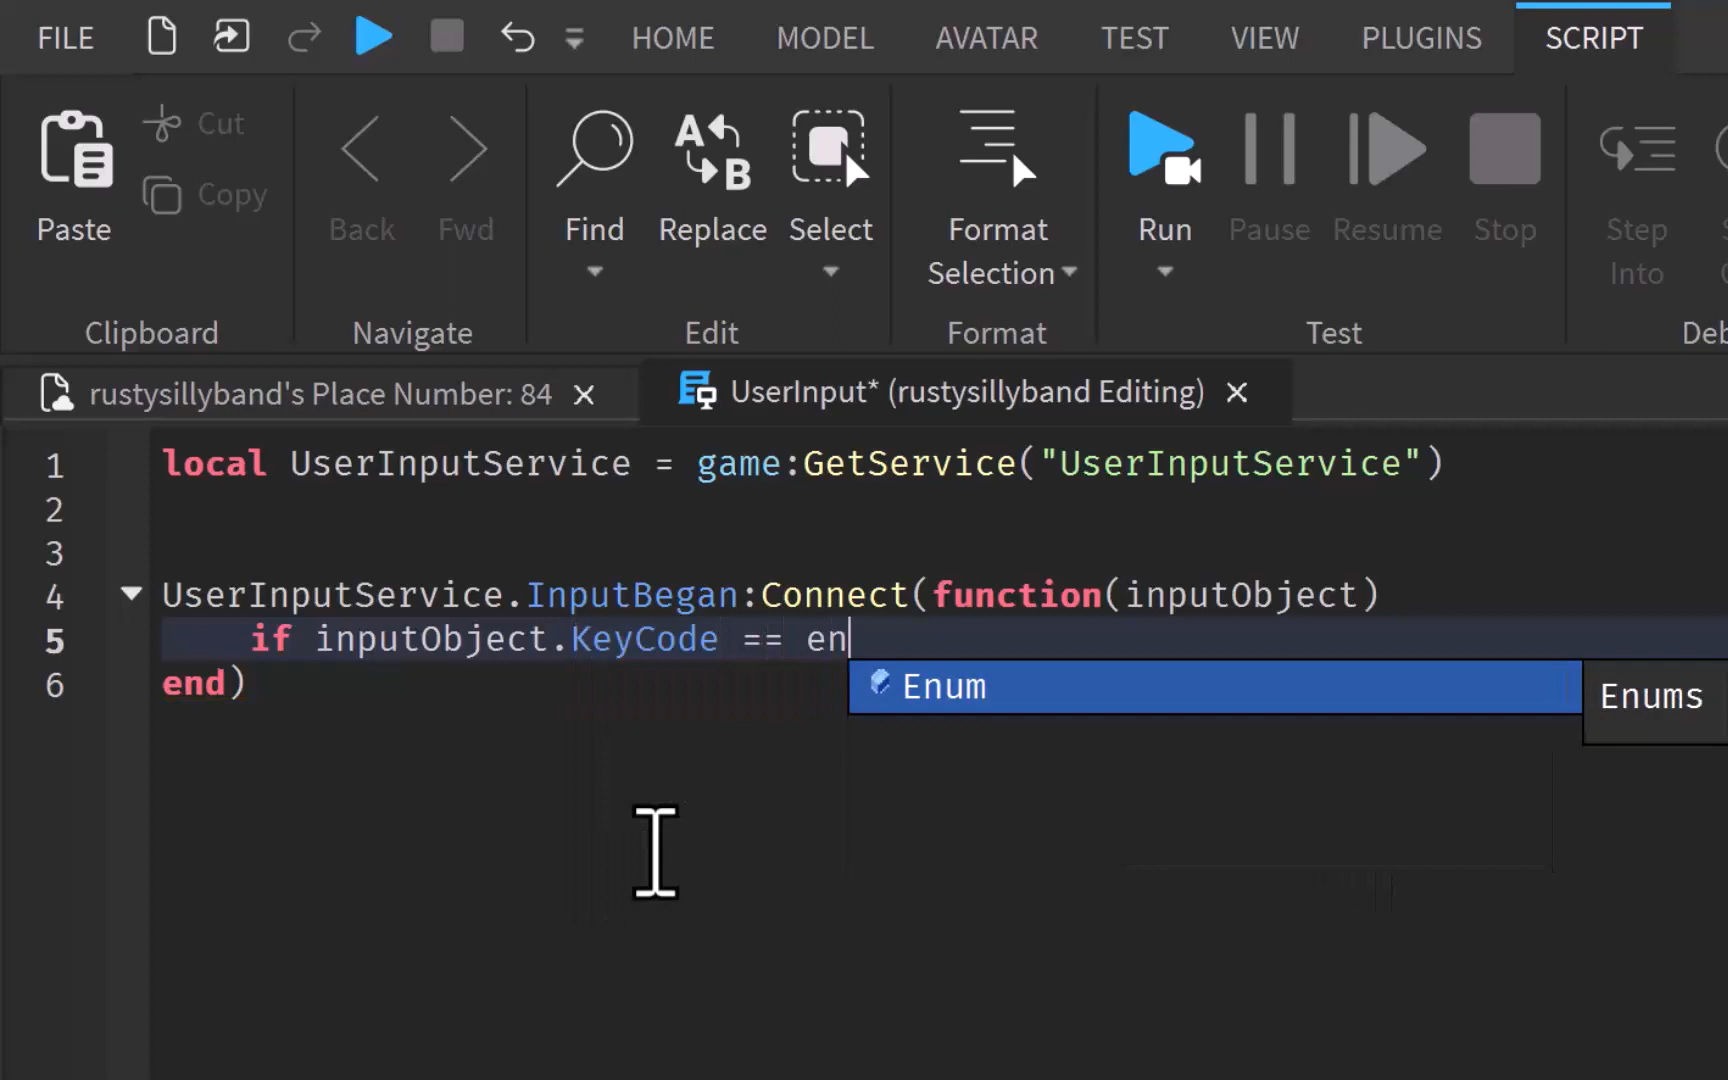 FILE HOME MODEL AVATAR TEST VIEW PLUGINS SCRIPT
Paste Cut Copy Back Fwd Find Replace Select Format Selection Run Pause Resume Stop Step Into
Clipboard Navigate Edit Format Test Deb
rustysillyband's Place Number: 84 UserInput* (rustysillyband Editing)
1 local UserInputService = game:GetService("UserInputService")
2
3
4 UserInputService.InputBegan:Connect(function(inputObject)
5 if inputObject.KeyCode == en
6 end)
Enum Enums